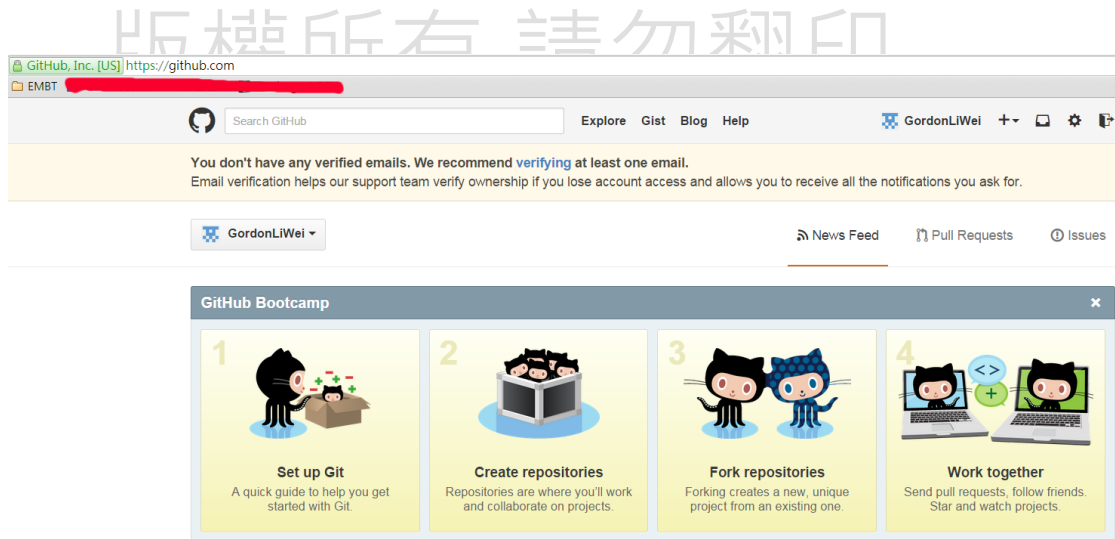 版權所有 請勿翻印
GitHub, Inc. [US] https://github.com
EMBT
Search GitHub
Explore Gist Blog Help
GordonLiWei
You don't have any verified emails. We recommend verifying at least one email.
Email verification helps our support team verify ownership if you lose account access and allows you to receive all the notifications you ask for.
GordonLiWei
News Feed Pull Requests Issues
GitHub Bootcamp
1
Set up Git
A quick guide to help you get
started with Git.
2
Create repositories
Repositories are where you'll work
and collaborate on projects.
3
Fork repositories
Forking creates a new, unique
project from an existing one.
4
Work together
Send pull requests, follow friends.
Star and watch projects.